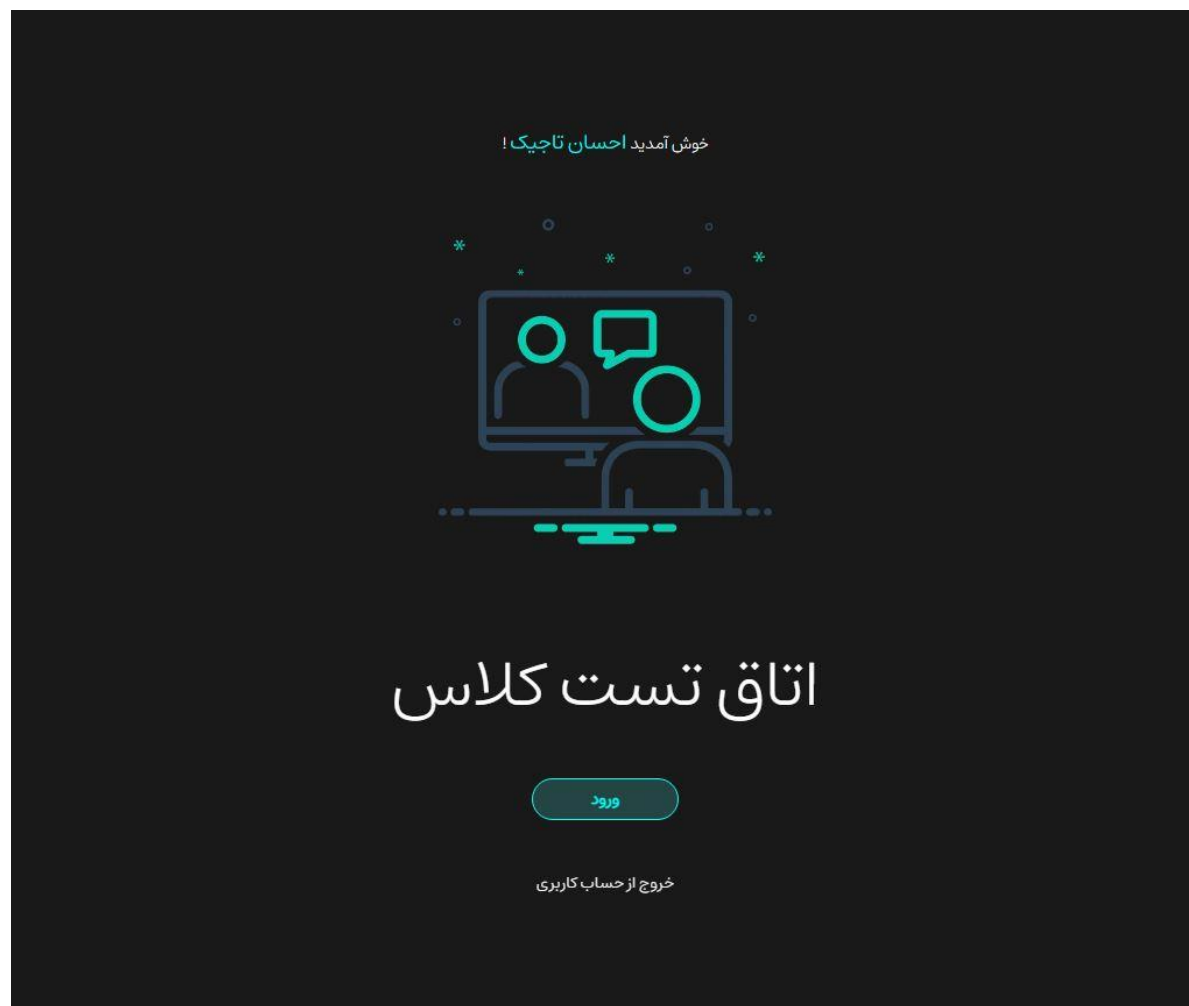 خوش آمدید احسان تاجیک !
اتاق تست کلاس
ورود
خروج از حساب کاربری